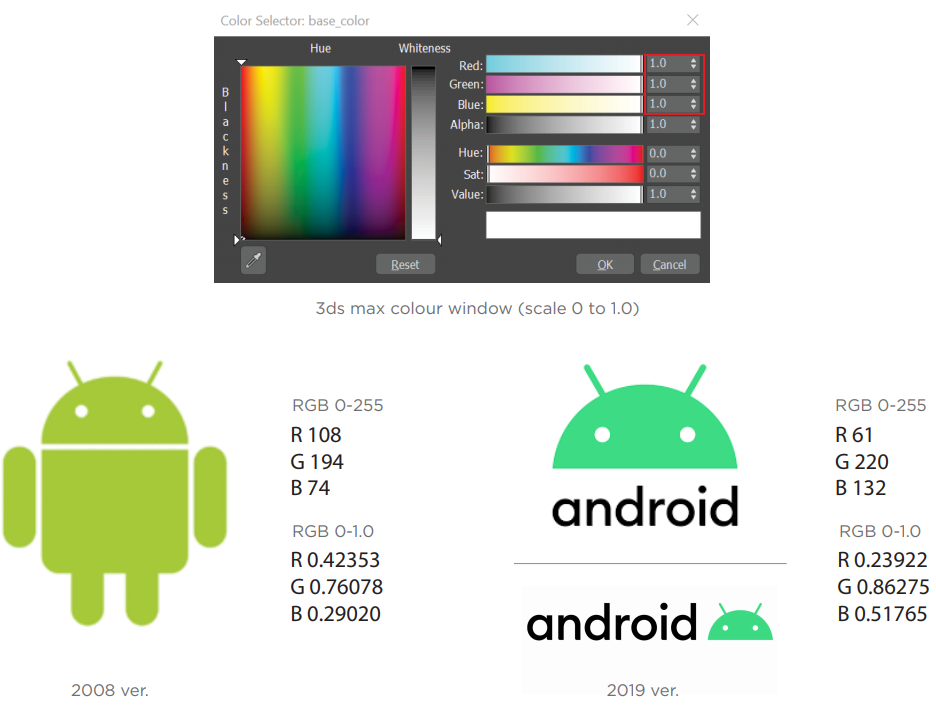 Color Selector: base_color
Hue
Whiteness
Blackness
Red: 1.0
Green: 1.0
Blue: 1.0
Alpha: 1.0
Hue: 0.0
Sat: 0.0
Value: 1.0
Reset
OK
Cancel
3ds max colour window (scale 0 to 1.0)
RGB 0-255
R 108
G 194
B 74
RGB 0-1.0
R 0.42353
G 0.76078
B 0.29020
2008 ver.
android
android
RGB 0-255
R 61
G 220
B 132
RGB 0-1.0
R 0.23922
G 0.86275
B 0.51765
2019 ver.